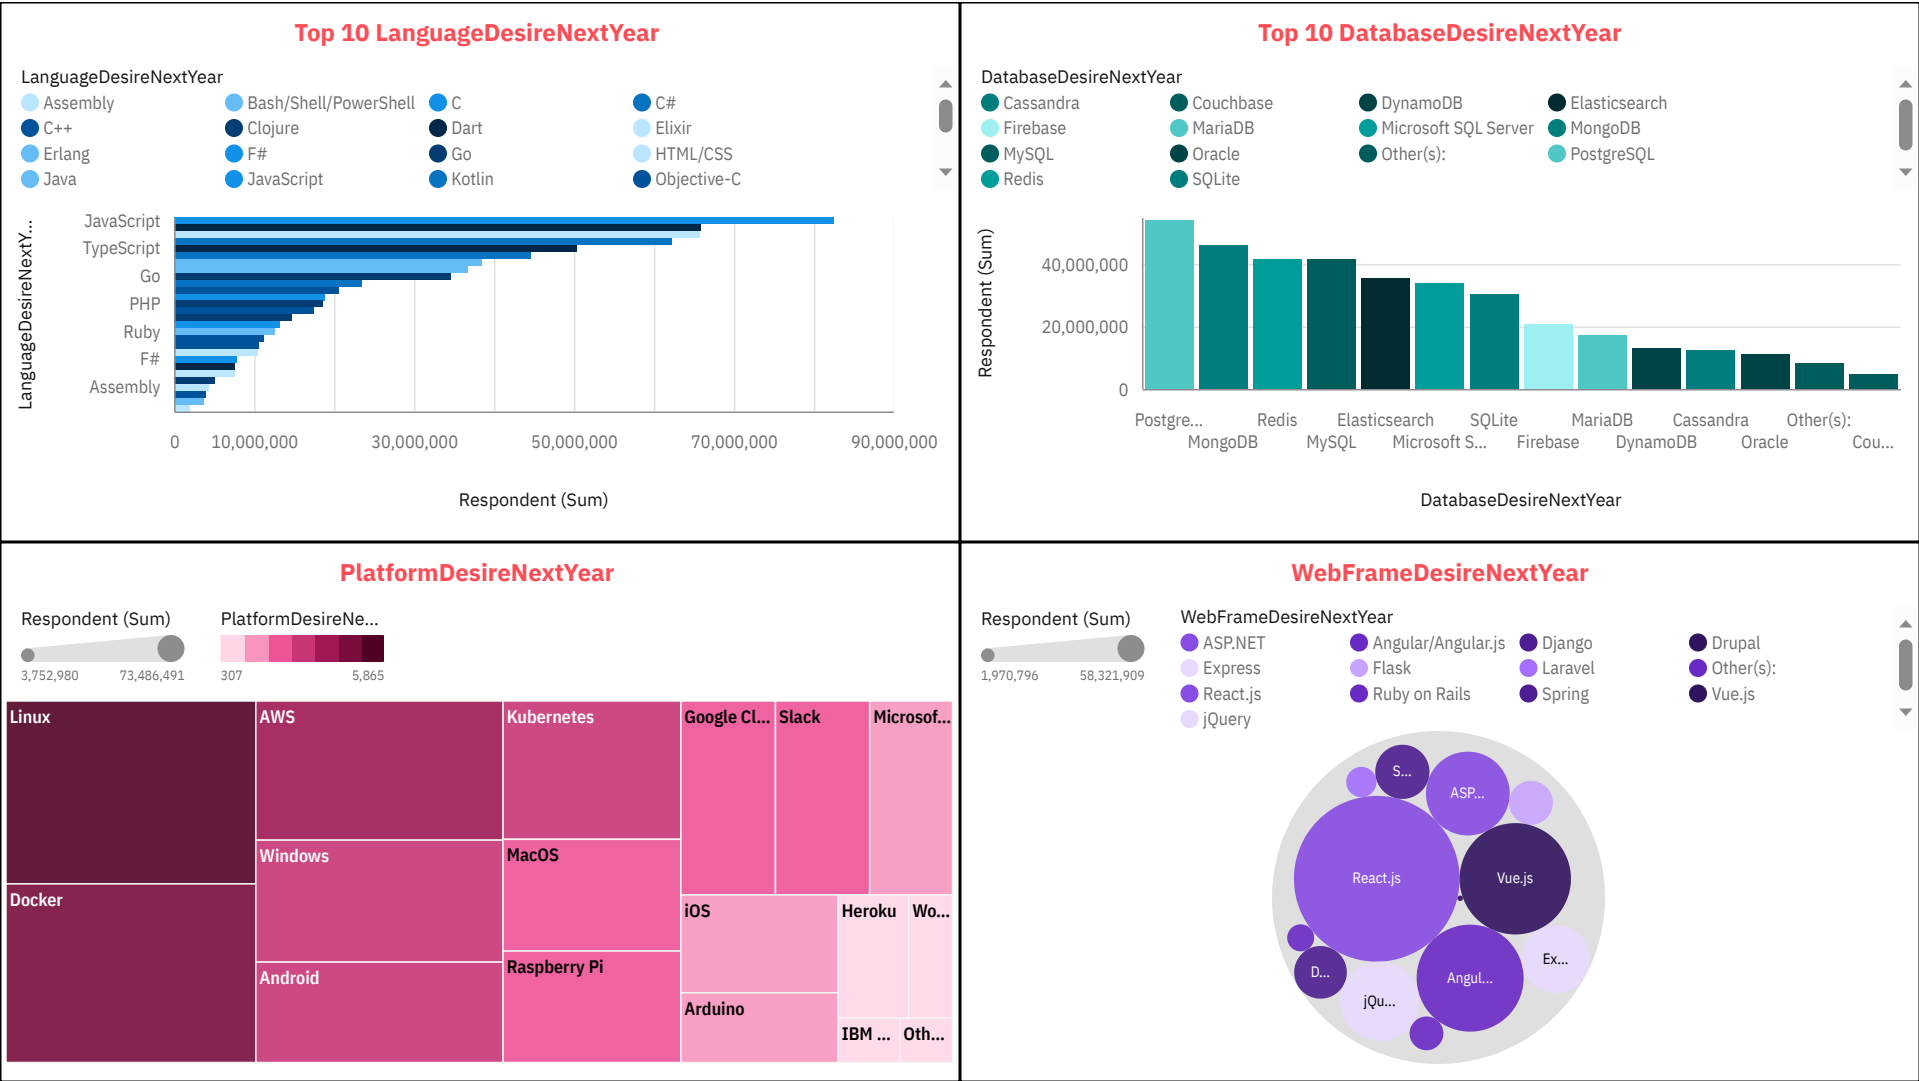 Top 10 LanguageDesireNextYear
LanguageDesireNextYear
Assembly Bash/Shell/PowerShell C C#
C++ Clojure Dart Elixir
Erlang F# Go HTML/CSS
Java JavaScript Kotlin Objective-C
LanguageDesireNextY...
JavaScript
TypeScript
Go
PHP
Ruby
F#
Assembly
0 10,000,000 30,000,000 50,000,000 70,000,000 90,000,000
Respondent (Sum)
Top 10 DatabaseDesireNextYear
DatabaseDesireNextYear
Cassandra Couchbase DynamoDB Elasticsearch
Firebase MariaDB Microsoft SQL Server MongoDB
MySQL Oracle Other(s): PostgreSQL
Redis SQLite
Respondent (Sum)
40,000,000
20,000,000
0
Postgre... Redis Elasticsearch SQLite MariaDB Cassandra Other(s):
MongoDB MySQL Microsoft S... Firebase DynamoDB Oracle Cou...
DatabaseDesireNextYear
PlatformDesireNextYear
Respondent (Sum) PlatformDesireNe...
3,752,980 73,486,491 307 5,865
Linux AWS Kubernetes Google Cl... Slack Microsof...
Windows MacOS
Docker iOS Heroku Wo...
Android Raspberry Pi
Arduino IBM ... Oth...
WebFrameDesireNextYear
Respondent (Sum)
1,970,796 58,321,909
WebFrameDesireNextYear
ASP.NET Angular/Angular.js Django Drupal
Express Flask Laravel Other(s):
React.js Ruby on Rails Spring Vue.js
jQuery
S...
ASP...
React.js Vue.js
Ex...
D... Angul...
jQu...